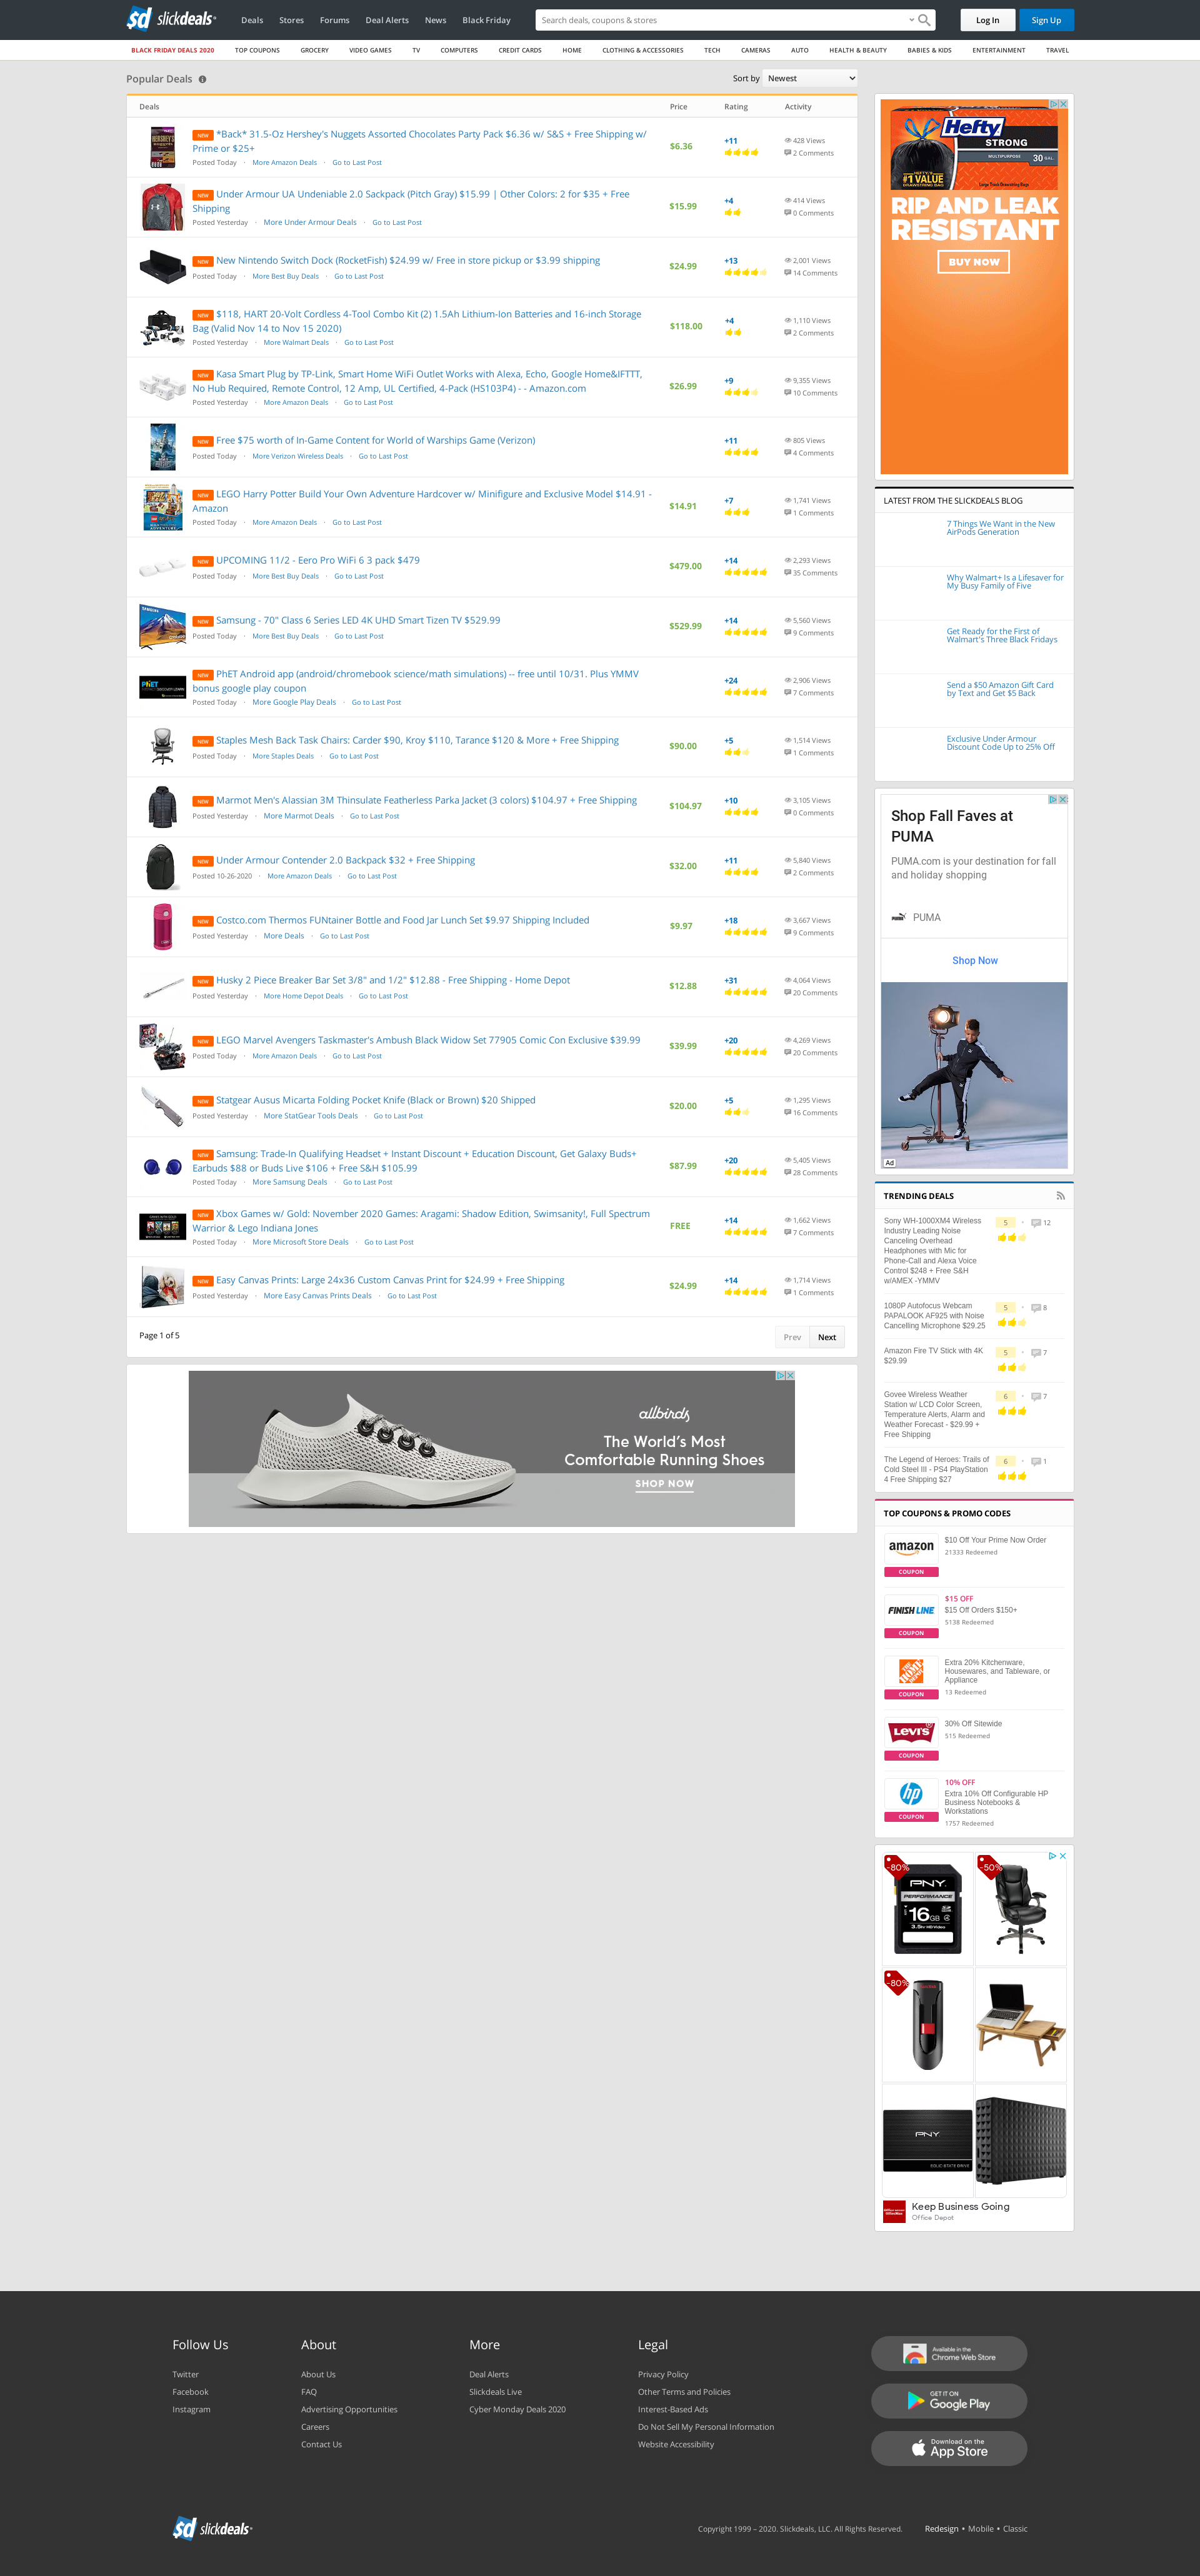 slickdeals
Deals Stores Forums Deal Alerts News Black Friday
Search deals, coupons & stores
Log In Sign Up
BLACK FRIDAY DEALS 2020 TOP COUPONS GROCERY VIDEO GAMES TV COMPUTERS CREDIT CARDS HOME CLOTHING & ACCESSORIES TECH CAMERAS AUTO HEALTH & BEAUTY BABIES & KIDS ENTERTAINMENT TRAVEL
Popular Deals
Sort by Newest
Deals Price Rating Activity
NEW *Back* 31.5-Oz Hershey's Nuggets Assorted Chocolates Party Pack $6.36 w/ S&S + Free Shipping w/
Prime or $25+
Posted Today · More Amazon Deals · Go to Last Post
$6.36
+11
428 Views
2 Comments
NEW Under Armour UA Undeniable 2.0 Sackpack (Pitch Gray) $15.99 | Other Colors: 2 for $35 + Free
Shipping
Posted Yesterday · More Under Armour Deals · Go to Last Post
$15.99
+4
414 Views
0 Comments
NEW New Nintendo Switch Dock (RocketFish) $24.99 w/ Free in store pickup or $3.99 shipping
Posted Today · More Best Buy Deals · Go to Last Post
$24.99
+13
2,001 Views
14 Comments
NEW $118, HART 20-Volt Cordless 4-Tool Combo Kit (2) 1.5Ah Lithium-Ion Batteries and 16-inch Storage
Bag (Valid Nov 14 to Nov 15 2020)
Posted Yesterday · More Walmart Deals · Go to Last Post
$118.00
+4
1,110 Views
2 Comments
NEW Kasa Smart Plug by TP-Link, Smart Home WiFi Outlet Works with Alexa, Echo, Google Home&IFTTT,
No Hub Required, Remote Control, 12 Amp, UL Certified, 4-Pack (HS103P4) - - Amazon.com
Posted Yesterday · More Amazon Deals · Go to Last Post
$26.99
+9
9,355 Views
10 Comments
NEW Free $75 worth of In-Game Content for World of Warships Game (Verizon)
Posted Today · More Verizon Wireless Deals · Go to Last Post
+11
805 Views
4 Comments
NEW LEGO Harry Potter Build Your Own Adventure Hardcover w/ Minifigure and Exclusive Model $14.91 -
Amazon
Posted Today · More Amazon Deals · Go to Last Post
$14.91
+7
1,741 Views
1 Comments
NEW UPCOMING 11/2 - Eero Pro WiFi 6 3 pack $479
Posted Today · More Best Buy Deals · Go to Last Post
$479.00
+14
2,293 Views
35 Comments
NEW Samsung - 70" Class 6 Series LED 4K UHD Smart Tizen TV $529.99
Posted Today · More Best Buy Deals · Go to Last Post
$529.99
+14
5,560 Views
9 Comments
NEW PhET Android app (android/chromebook science/math simulations) -- free until 10/31. Plus YMMV
bonus google play coupon
Posted Today · More Google Play Deals · Go to Last Post
+24
2,906 Views
7 Comments
NEW Staples Mesh Back Task Chairs: Carder $90, Kroy $110, Tarance $120 & More + Free Shipping
Posted Today · More Staples Deals · Go to Last Post
$90.00
+5
1,514 Views
1 Comments
NEW Marmot Men's Alassian 3M Thinsulate Featherless Parka Jacket (3 colors) $104.97 + Free Shipping
Posted Yesterday · More Marmot Deals · Go to Last Post
$104.97
+10
3,105 Views
0 Comments
NEW Under Armour Contender 2.0 Backpack $32 + Free Shipping
Posted 10-26-2020 · More Amazon Deals · Go to Last Post
$32.00
+11
5,840 Views
2 Comments
NEW Costco.com Thermos FUNtainer Bottle and Food Jar Lunch Set $9.97 Shipping Included
Posted Yesterday · More Deals · Go to Last Post
$9.97
+18
3,667 Views
9 Comments
NEW Husky 2 Piece Breaker Bar Set 3/8" and 1/2" $12.88 - Free Shipping - Home Depot
Posted Yesterday · More Home Depot Deals · Go to Last Post
$12.88
+31
4,064 Views
20 Comments
NEW LEGO Marvel Avengers Taskmaster's Ambush Black Widow Set 77905 Comic Con Exclusive $39.99
Posted Today · More Amazon Deals · Go to Last Post
$39.99
+20
4,269 Views
20 Comments
NEW Statgear Ausus Micarta Folding Pocket Knife (Black or Brown) $20 Shipped
Posted Yesterday · More StatGear Tools Deals · Go to Last Post
$20.00
+5
1,295 Views
16 Comments
NEW Samsung: Trade-In Qualifying Headset + Instant Discount + Education Discount, Get Galaxy Buds+
Earbuds $88 or Buds Live $106 + Free S&H $105.99
Posted Today · More Samsung Deals · Go to Last Post
$87.99
+20
5,405 Views
28 Comments
NEW Xbox Games w/ Gold: November 2020 Games: Aragami: Shadow Edition, Swimsanity!, Full Spectrum
Warrior & Lego Indiana Jones
Posted Today · More Microsoft Store Deals · Go to Last Post
FREE
+14
1,662 Views
7 Comments
NEW Easy Canvas Prints: Large 24x36 Custom Canvas Print for $24.99 + Free Shipping
Posted Yesterday · More Easy Canvas Prints Deals · Go to Last Post
$24.99
+14
1,714 Views
1 Comments
Page 1 of 5
Prev Next
allbirds
The World's Most
Comfortable Running Shoes
SHOP NOW
Hefty
STRONG
MULTIPURPOSE 30 GAL.
#1 VALUE
DRAWSTRING BAG
Large Trash Drawstring Bags
RIP AND LEAK
RESISTANT
BUY NOW
LATEST FROM THE SLICKDEALS BLOG
7 Things We Want in the New
AirPods Generation
Why Walmart+ Is a Lifesaver for
My Busy Family of Five
Get Ready for the First of
Walmart's Three Black Fridays
Send a $50 Amazon Gift Card
by Text and Get $5 Back
Exclusive Under Armour
Discount Code Up to 25% Off
Shop Fall Faves at
PUMA
PUMA.com is your destination for fall
and holiday shopping
PUMA
Shop Now
Ad
TRENDING DEALS
Sony WH-1000XM4 Wireless
Industry Leading Noise
Canceling Overhead
Headphones with Mic for
Phone-Call and Alexa Voice
Control $248 + Free S&H
w/AMEX -YMMV
5 · 12
1080P Autofocus Webcam
PAPALOOK AF925 with Noise
Cancelling Microphone $29.25
5 · 8
Amazon Fire TV Stick with 4K
$29.99
5 · 7
Govee Wireless Weather
Station w/ LCD Color Screen,
Temperature Alerts, Alarm and
Weather Forecast - $29.99 +
Free Shipping
6 · 7
The Legend of Heroes: Trails of
Cold Steel III - PS4 PlayStation
4 Free Shipping $27
6 · 1
TOP COUPONS & PROMO CODES
amazon
COUPON
$10 Off Your Prime Now Order
21333 Redeemed
FINISH LINE
COUPON
$15 OFF
$15 Off Orders $150+
5138 Redeemed
COUPON
Extra 20% Kitchenware,
Housewares, and Tableware, or
Appliance
13 Redeemed
LEVI'S
COUPON
30% Off Sitewide
515 Redeemed
hp
COUPON
10% OFF
Extra 10% Off Configurable HP
Business Notebooks &
Workstations
1757 Redeemed
-80% -50%
PNY
PERFORMANCE
16 GB
-80%
PNY
SOLID STATE DRIVE
Keep Business Going
Office Depot
Follow Us
Twitter
Facebook
Instagram
About
About Us
FAQ
Advertising Opportunities
Careers
Contact Us
More
Deal Alerts
Slickdeals Live
Cyber Monday Deals 2020
Legal
Privacy Policy
Other Terms and Policies
Interest-Based Ads
Do Not Sell My Personal Information
Website Accessibility
Available in the
Chrome Web Store
GET IT ON
Google Play
Download on the
App Store
slickdeals
Copyright 1999 – 2020. Slickdeals, LLC. All Rights Reserved.
Redesign • Mobile • Classic